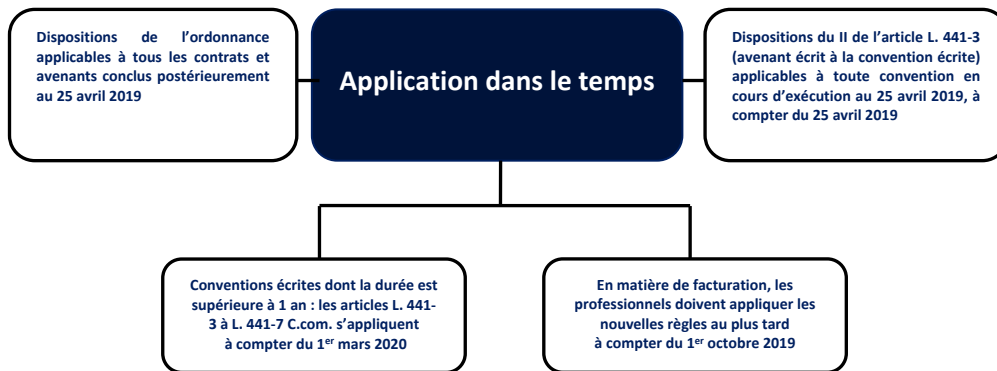 Dispositions de l'ordonnance
applicables à tous les contrats et
avenants conclus postérieurement
au 25 avril 2019
Application dans le temps
Dispositions du II de l'article L. 441-3
(avenant écrit à la convention écrite)
applicables à toute convention en
cours d'exécution au 25 avril 2019, à
compter du 25 avril 2019
Conventions écrites dont la durée est
supérieure à 1 an : les articles L. 441-
3 à L. 441-7 C.com. s'appliquent
à compter du 1er mars 2020
En matière de facturation, les
professionnels doivent appliquer les
nouvelles règles au plus tard
à compter du 1er octobre 2019